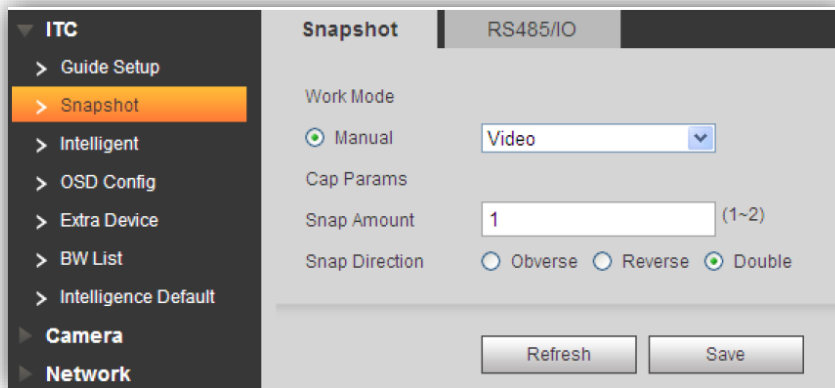 ITC
Guide Setup
Snapshot
Intelligent
OSD Config
Extra Device
BW List
Intelligence Default
Camera
Network
Snapshot RS485/IO
Work Mode
Manual Video
Cap Params
Snap Amount 1 (1~2)
Snap Direction Obverse Reverse Double
Refresh Save